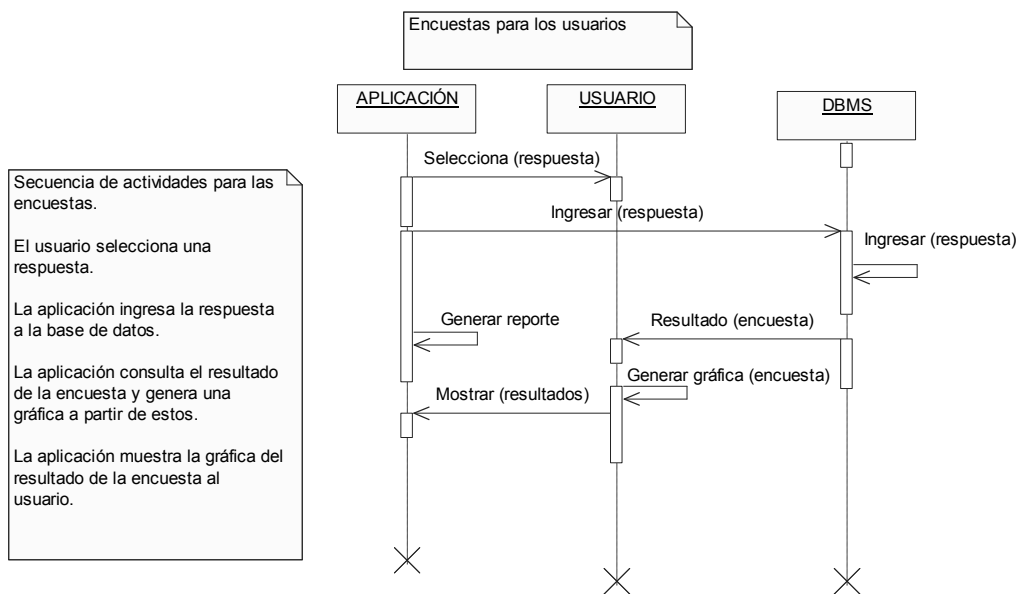 Encuestas para los usuarios
APLICACIÓN
USUARIO
DBMS
Selecciona (respuesta)
Ingresar (respuesta)
Ingresar (respuesta)
Generar reporte
Resultado (encuesta)
Generar gráfica (encuesta)
Mostrar (resultados)
Secuencia de actividades para las
encuestas.
El usuario selecciona una
respuesta.
La aplicación ingresa la respuesta
a la base de datos.
La aplicación consulta el resultado
de la encuesta y genera una
gráfica a partir de estos.
La aplicación muestra la gráfica del
resultado de la encuesta al
usuario.